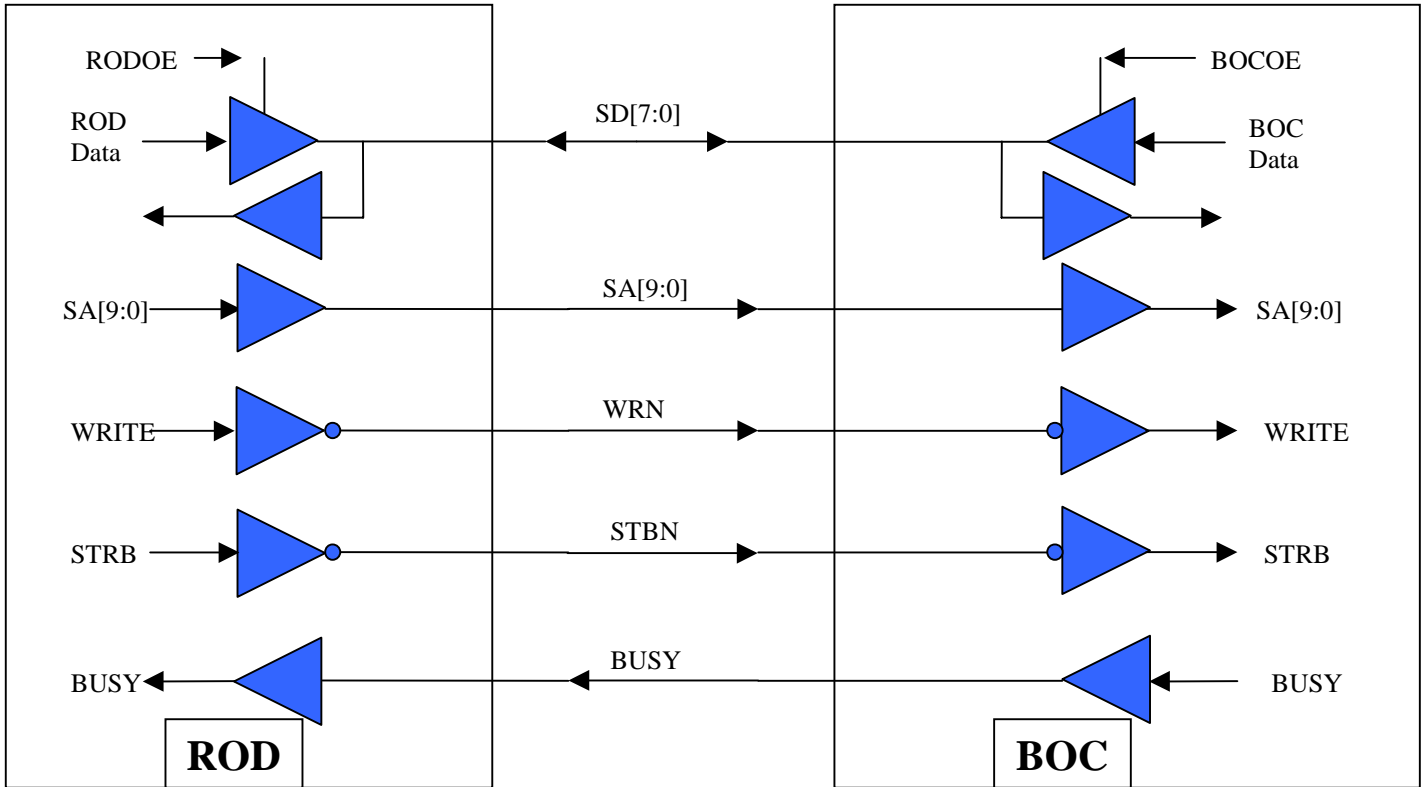 RODOE
BOCOE
ROD
Data
SD[7:0]
BOC
Data
SA[9:0]
SA[9:0]
SA[9:0]
WRITE
WRN
WRITE
STRB
STBN
STRB
BUSY
BUSY
BUSY
ROD
BOC